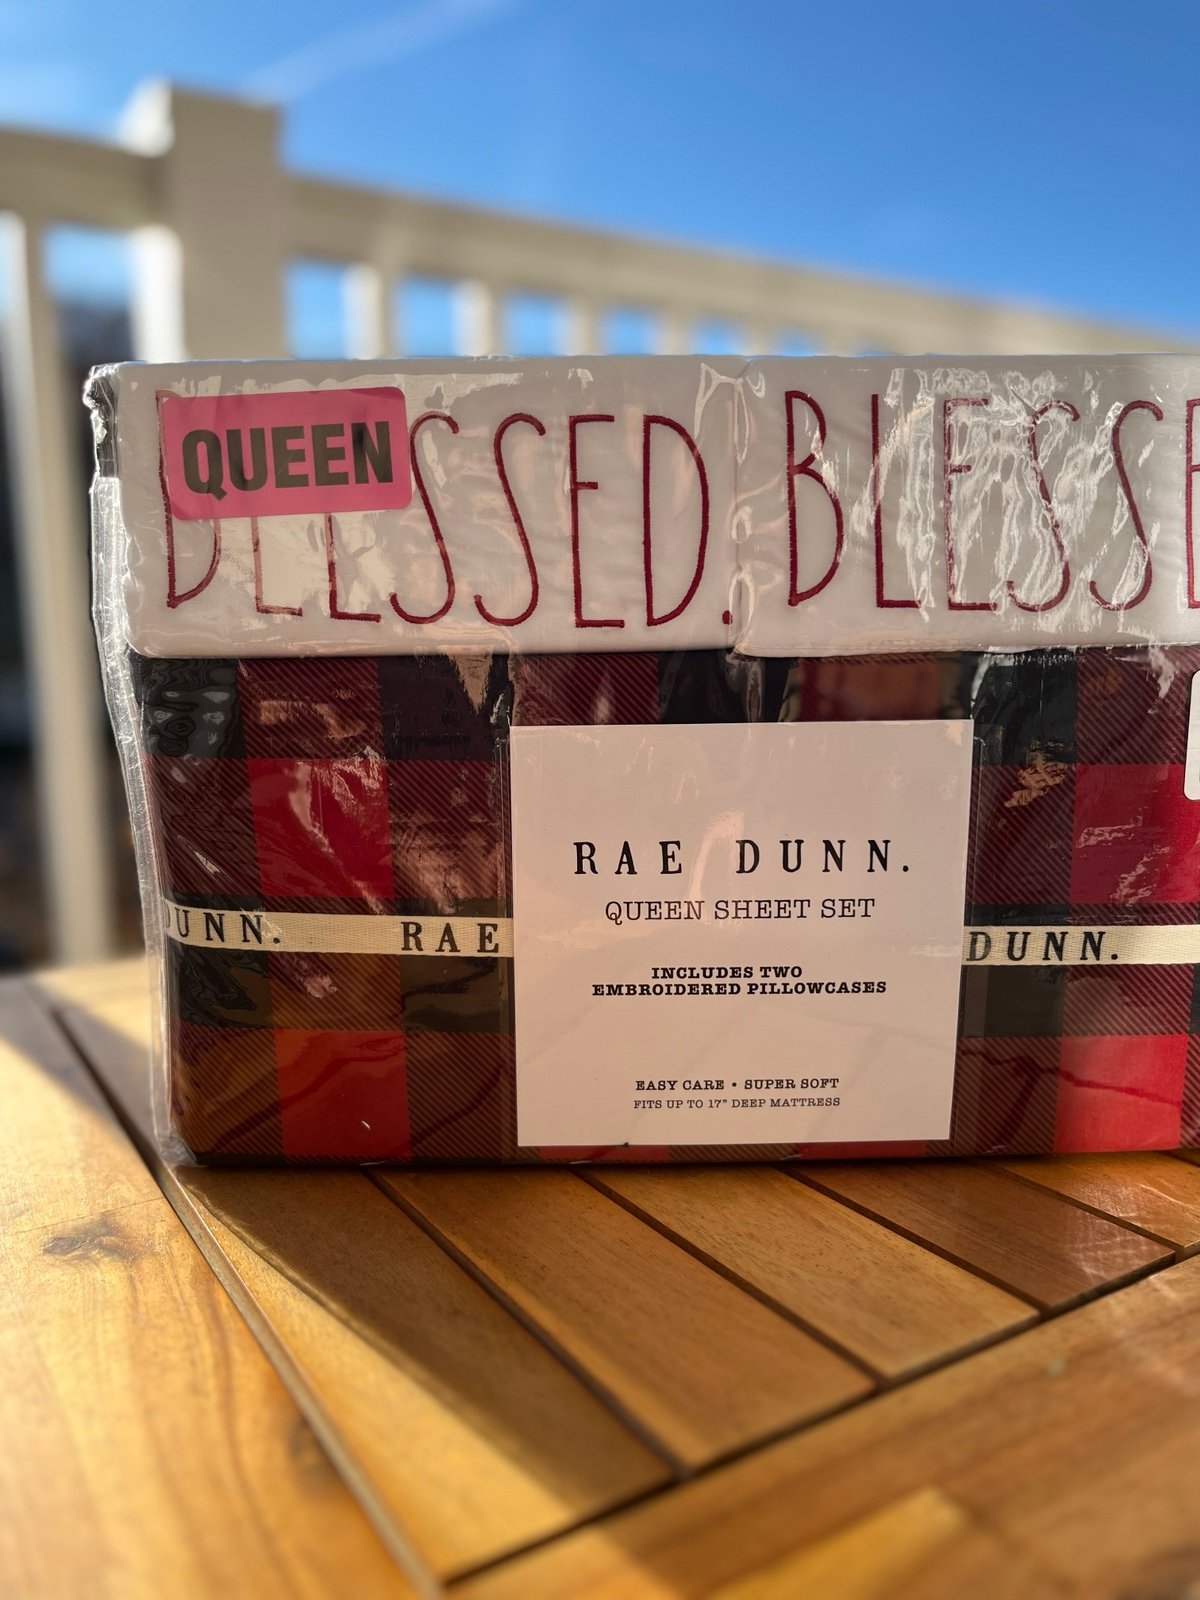 QUEEN
BLESSED. BLESSE
RAE DUNN.
QUEEN SHEET SET
DUNN. RAE DUNN.
INCLUDES TWO
EMBROIDERED PILLOWCASES
EASY CARE • SUPER SOFT
FITS UP TO 17" DEEP MATTRESS